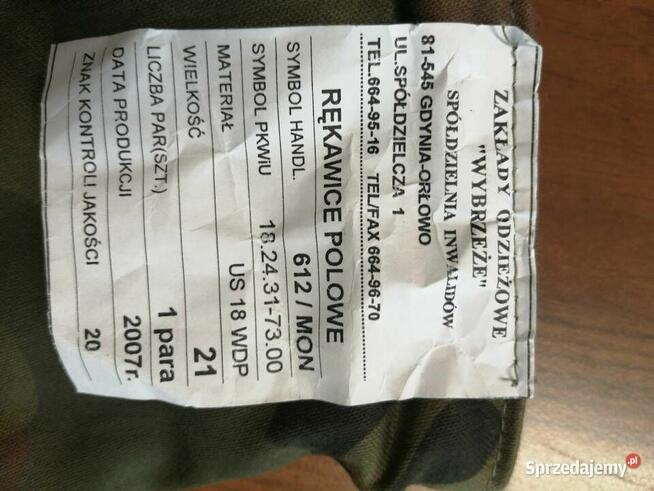 ZAKŁADY ODZIEŻOWE
"WYBRZEŻE"
SPÓŁDZIELNIA INWALIDÓW
81-545 GDYNIA-ORŁOWO
UL.SPÓŁDZIELCZA 1
TEL.664-95-16 TEL/FAX 664-96-70
RĘKAWICE POLOWE
SYMBOL HANDL. 612 / MON
SYMBOL PKWiU 18.24.31-73.00
MATERIAŁ US 18 WDP
WIELKOŚĆ 21
LICZBA PAR(SZT.) 1 para
DATA PRODUKCJI 2007r.
ZNAK KONTROLI JAKOŚCI 20
Sprzedajemy.pl